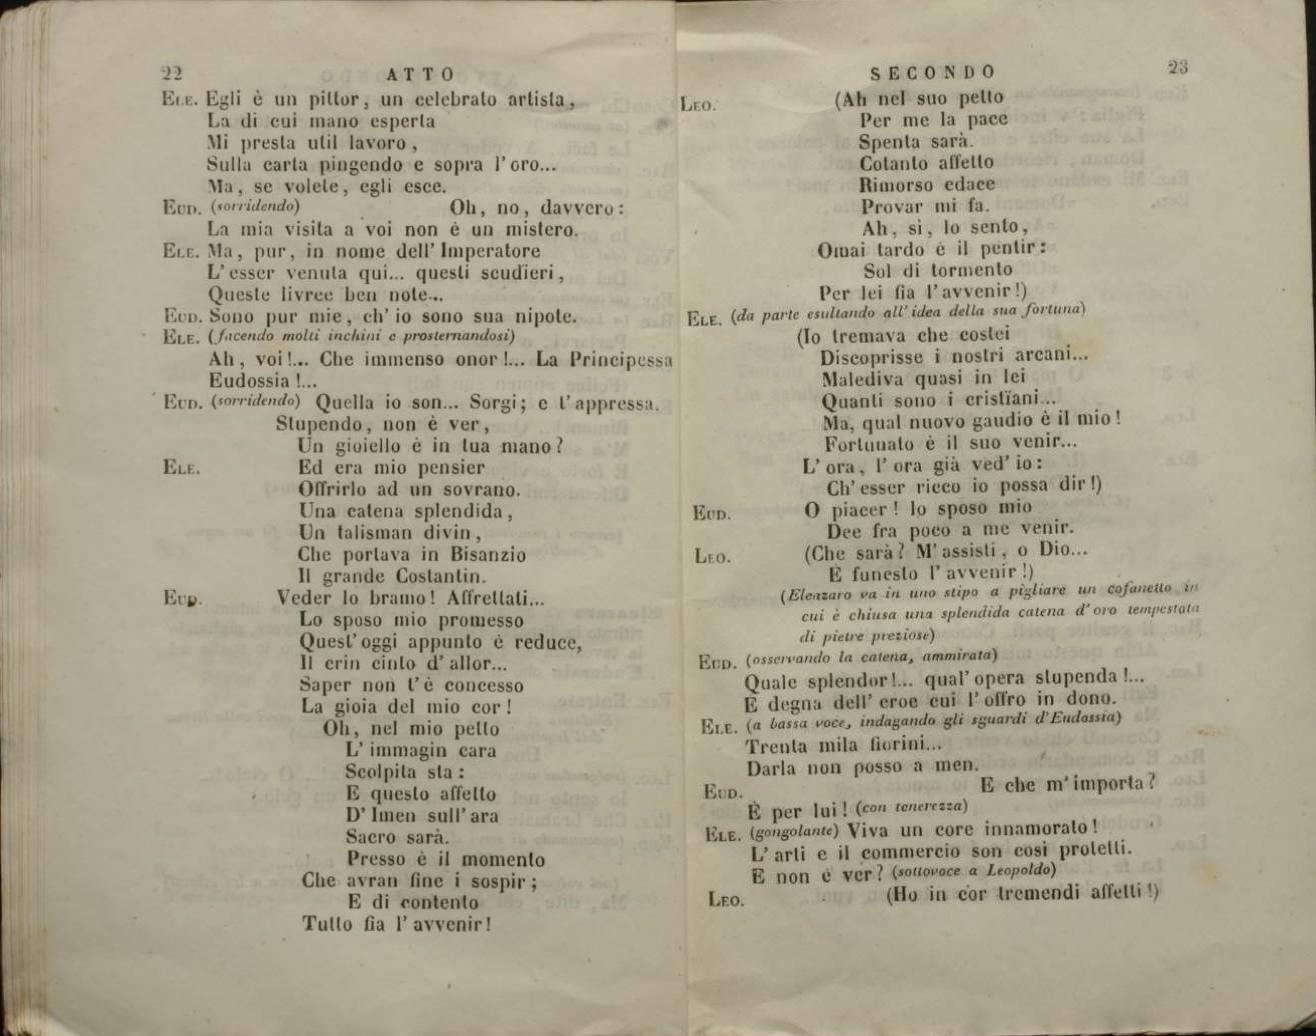 22
ATTO
ELE. Egli è un pittor, un celebrato artista,
La di cui mano esperta
Mi presta util lavoro,
Sulla carta pingendo e sopra l'oro...
Ma, se volete, egli esce.
EUD. (sorridendo) Oh, no, davvero:
La mia visita a voi non è un mistero.
ELE. Ma, pur, in nome dell'Imperatore
L'esser venuta qui... questi scudieri,
Queste livree ben note...
EUD. Sono pur mie, ch'io sono sua nipote.
ELE. (facendo molti inchini e prosternandosi)
Ah, voi!... Che immenso onor!... La Principessa
Eudossia!...
EUD. (sorridendo) Quella io son... Sorgi; e t'appressa.
Stupendo, non è ver,
Un gioiello è in tua mano?
ELE. Ed era mio pensier
Offrirlo ad un sovrano.
Una catena splendida,
Un talisman divin,
Che portava in Bisanzio
Il grande Costantin.
EUD. Veder lo bramo! Affrettati...
Lo sposo mio promesso
Quest'oggi appunto è reduce,
Il crin cinto d'allor...
Saper non t'è concesso
La gioia del mio cor!
Oh, nel mio petto
L'immagin cara
Scolpita sta:
E questo affetto
D'Imen sull'ara
Sacro sarà.
Presso è il momento
Che avran fine i sospir;
E di contento
Tutto fia l'avvenir!
SECONDO
23
LEO. (Ah nel suo petto
Per me la pace
Spenta sarà.
Cotanto affetto
Rimorso edace
Provar mi fa.
Ah, sì, lo sento,
Omai tardo è il pentir:
Sol di tormento
Per lei fia l'avvenir!)
ELE. (da parte esultando all'idea della sua fortuna)
(Io tremava che costei
Discoprisse i nostri arcani...
Malediva quasi in lei
Quanti sono i cristïani...
Ma, qual nuovo gaudio è il mio!
Fortunato è il suo venir...
L'ora, l'ora già ved'io:
Ch'esser ricco io possa dir!)
EUD. O piacer! lo sposo mio
Dee fra poco a me venir.
LEO. (Che sarà? M'assisti, o Dio...
È funesto l'avvenir!)
(Eleazaro va in uno stipo a pigliare un cofanetto in
cui è chiusa una splendida catena d'oro tempestata
di pietre preziose)
EUD. (osservando la catena, ammirata)
Quale splendor!... qual'opera stupenda!...
È degna dell'eroe cui l'offro in dono.
ELE. (a bassa voce, indagando gli sguardi d'Eudossia)
Trenta mila fiorini...
Darla non posso a men.
EUD. E che m'importa?
È per lui! (con tenerezza)
ELE. (gongolante) Viva un core innamorato!
L'arti e il commercio son così protetti.
E non è ver? (sottovoce a Leopoldo)
LEO. (Ho in cor tremendi affetti!)